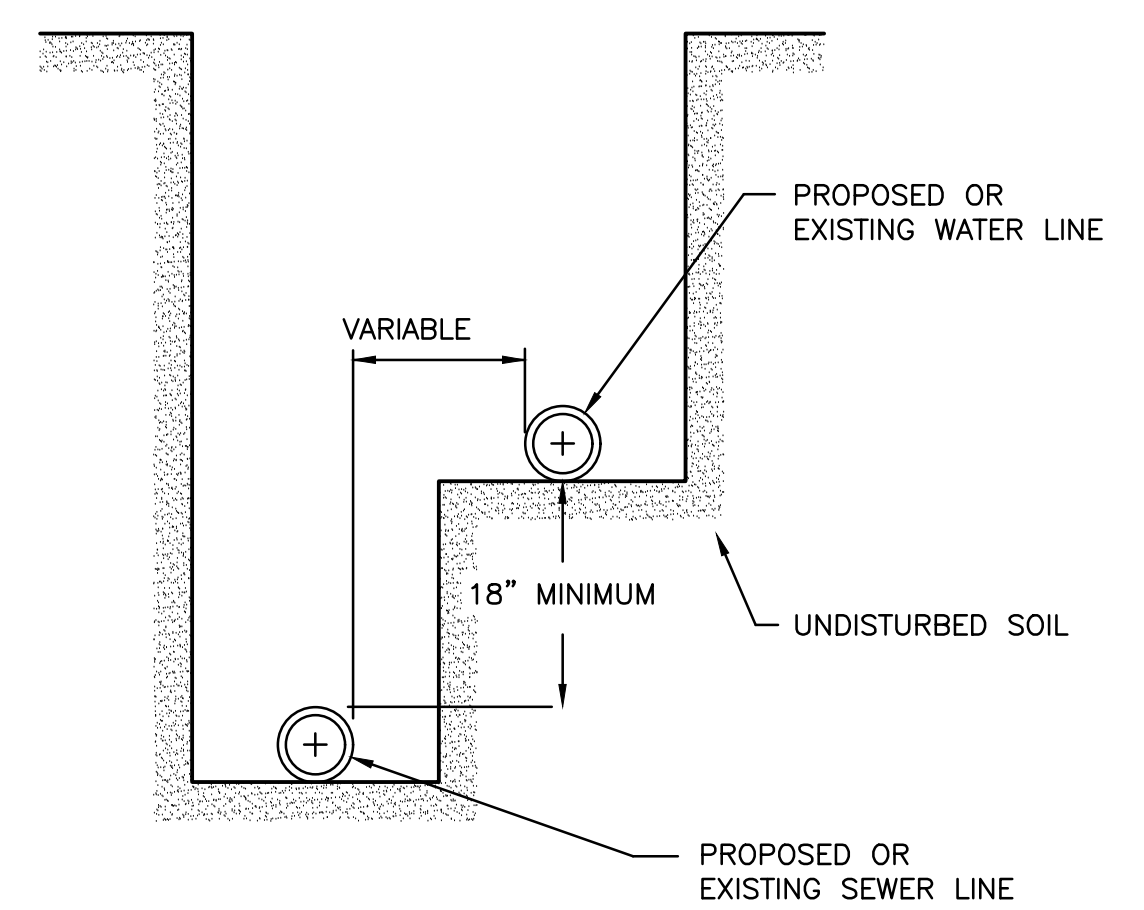 PROPOSED OR
EXISTING WATER LINE
VARIABLE
18” MINIMUM
UNDISTURBED SOIL
PROPOSED OR
EXISTING SEWER LINE